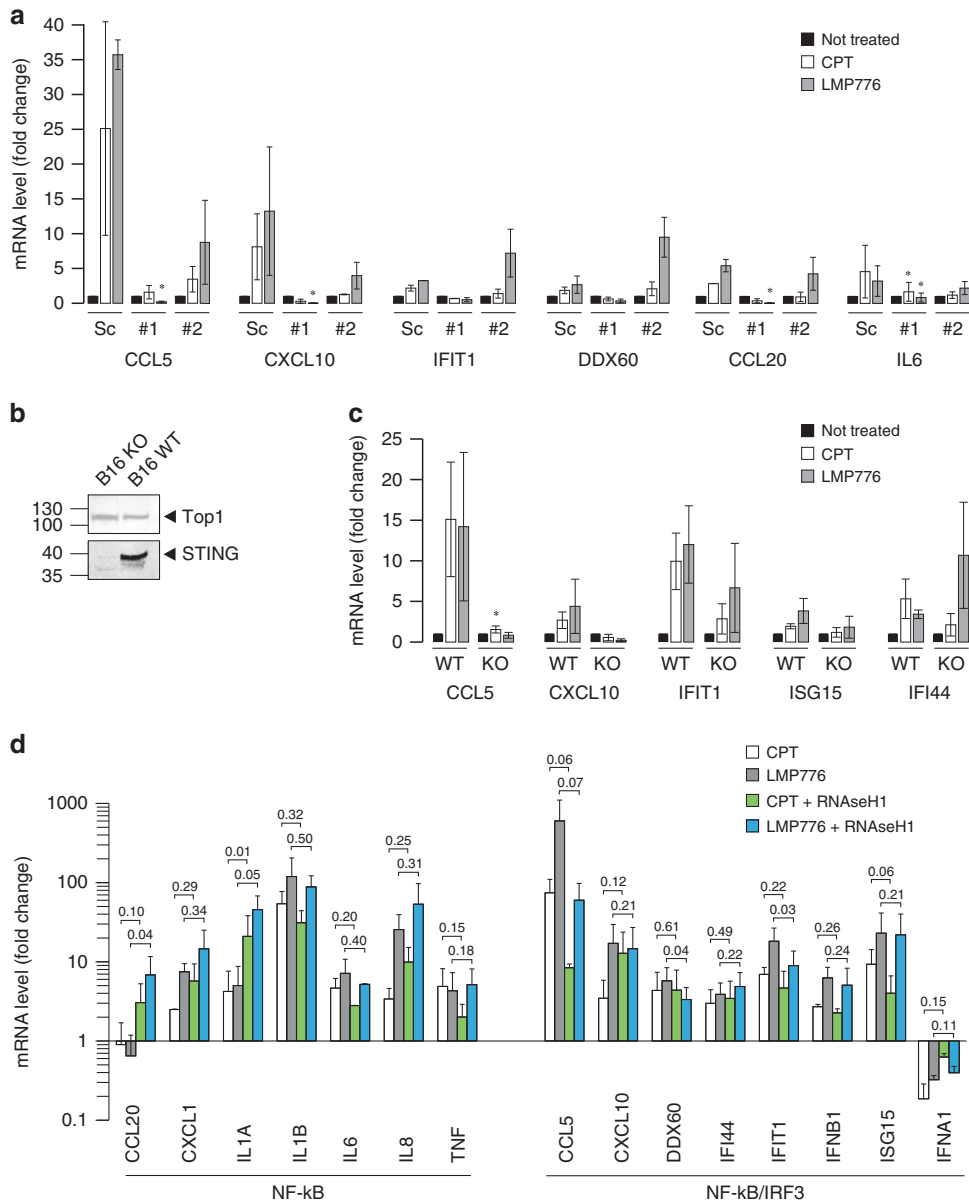 a
mRNA level (fold change)
40
35
30
25
20
15
10
5
0
Not treated
CPT
LMP776
* * * * *
Sc #1 #2 Sc #1 #2 Sc #1 #2 Sc #1 #2 Sc #1 #2 Sc #1 #2
CCL5 CXCL10 IFIT1 DDX60 CCL20 IL6
b
B16 KO
B16 WT
130
100
Top1
40
35
STING
c
mRNA level (fold change)
25
20
15
10
5
0
Not treated
CPT
LMP776
*
WT KO WT KO WT KO WT KO WT KO
CCL5 CXCL10 IFIT1 ISG15 IFI44
d
mRNA level (fold change)
1000
100
10
1
0.1
CPT
LMP776
CPT + RNAseH1
LMP776 + RNAseH1
0.10 0.04
0.29 0.34
0.01 0.05
0.32 0.50
0.20 0.40
0.25 0.31
0.15 0.18
0.06 0.07
0.12 0.21
0.61 0.04
0.49 0.22
0.22 0.03
0.26 0.24
0.06 0.21
0.15 0.11
CCL20 CXCL1 IL1A IL1B IL6 IL8 TNF
NF-kB
CCL5 CXCL10 DDX60 IFI44 IFIT1 IFNB1 ISG15 IFNA1
NF-kB/IRF3